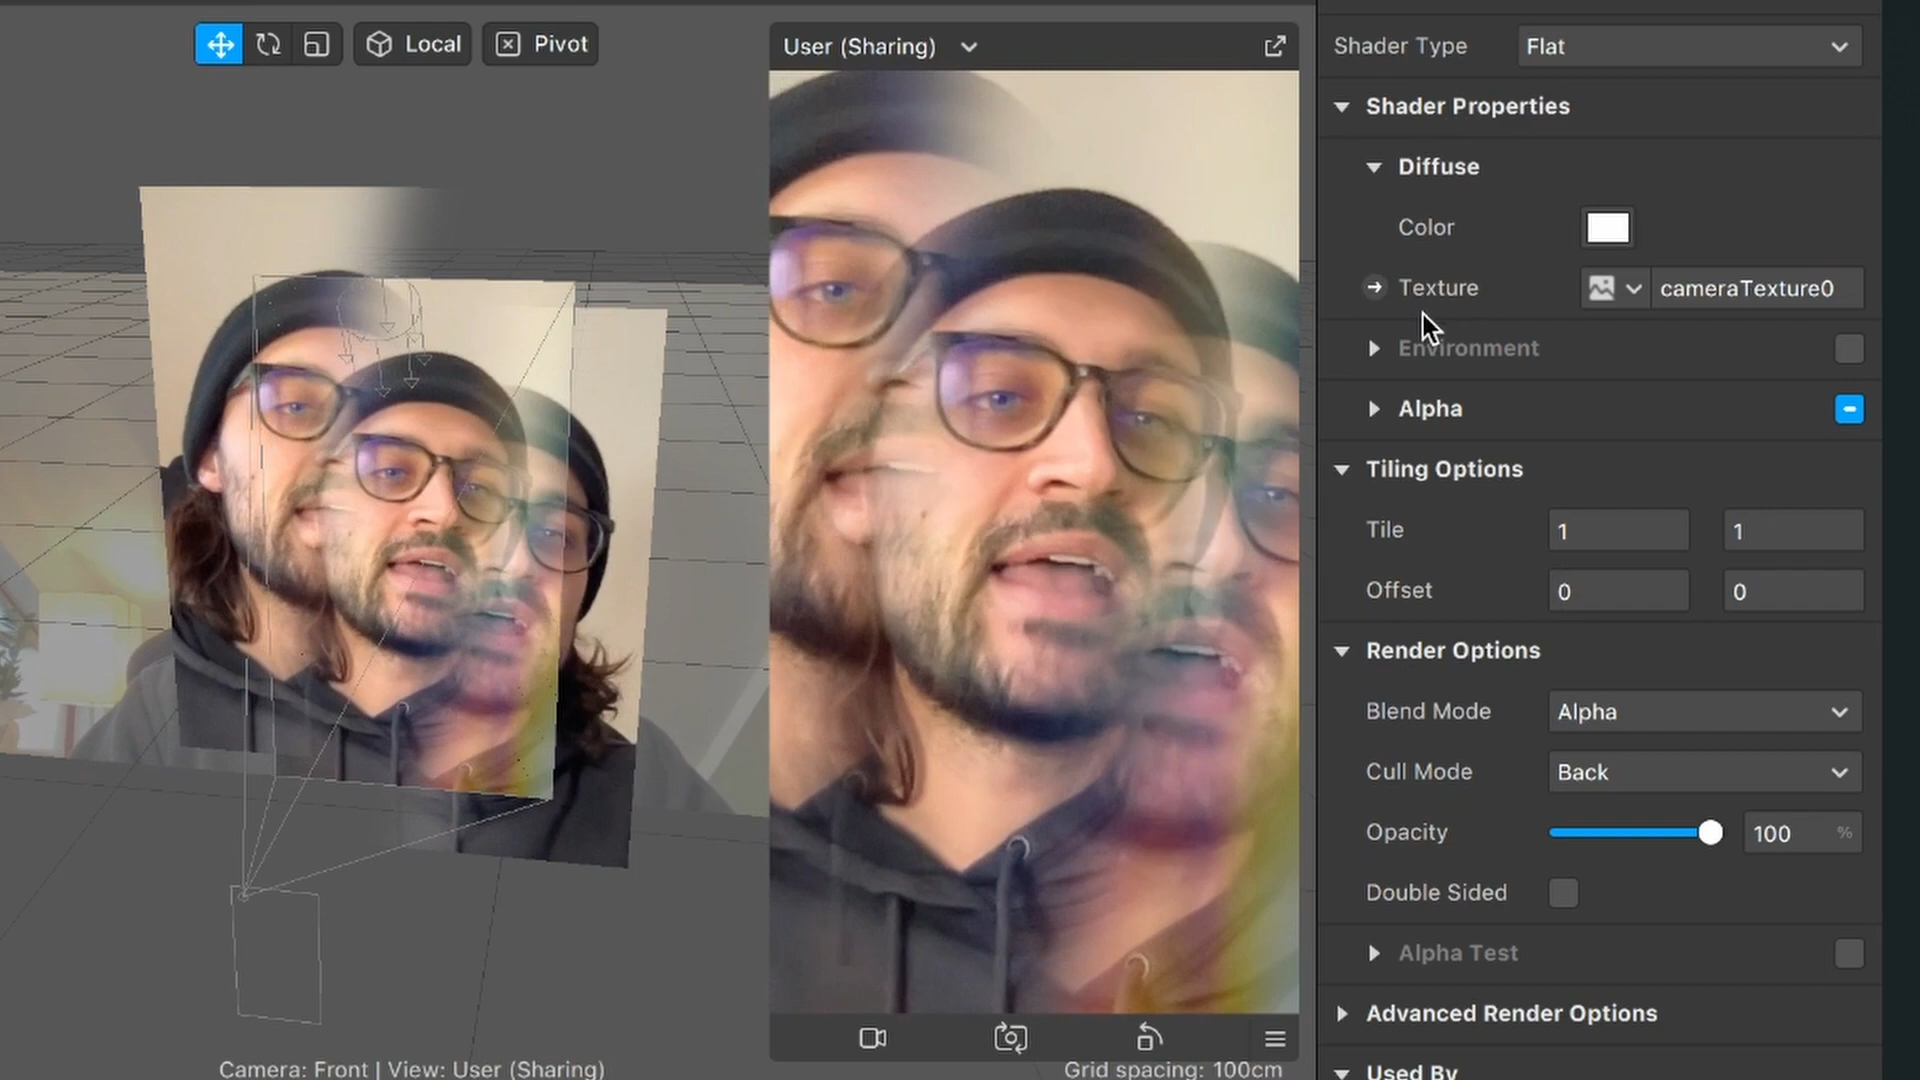 Local
Pivot
User (Sharing)
Camera: Front | View: User (Sharing)
Grid spacing: 100cm
Shader Type
Flat
Shader Properties
Diffuse
Color
Texture
cameraTexture0
Environment
Alpha
Tiling Options
Tile
1
1
Offset
0
0
Render Options
Blend Mode
Alpha
Cull Mode
Back
Opacity
100
%
Double Sided
Alpha Test
Advanced Render Options
Used By